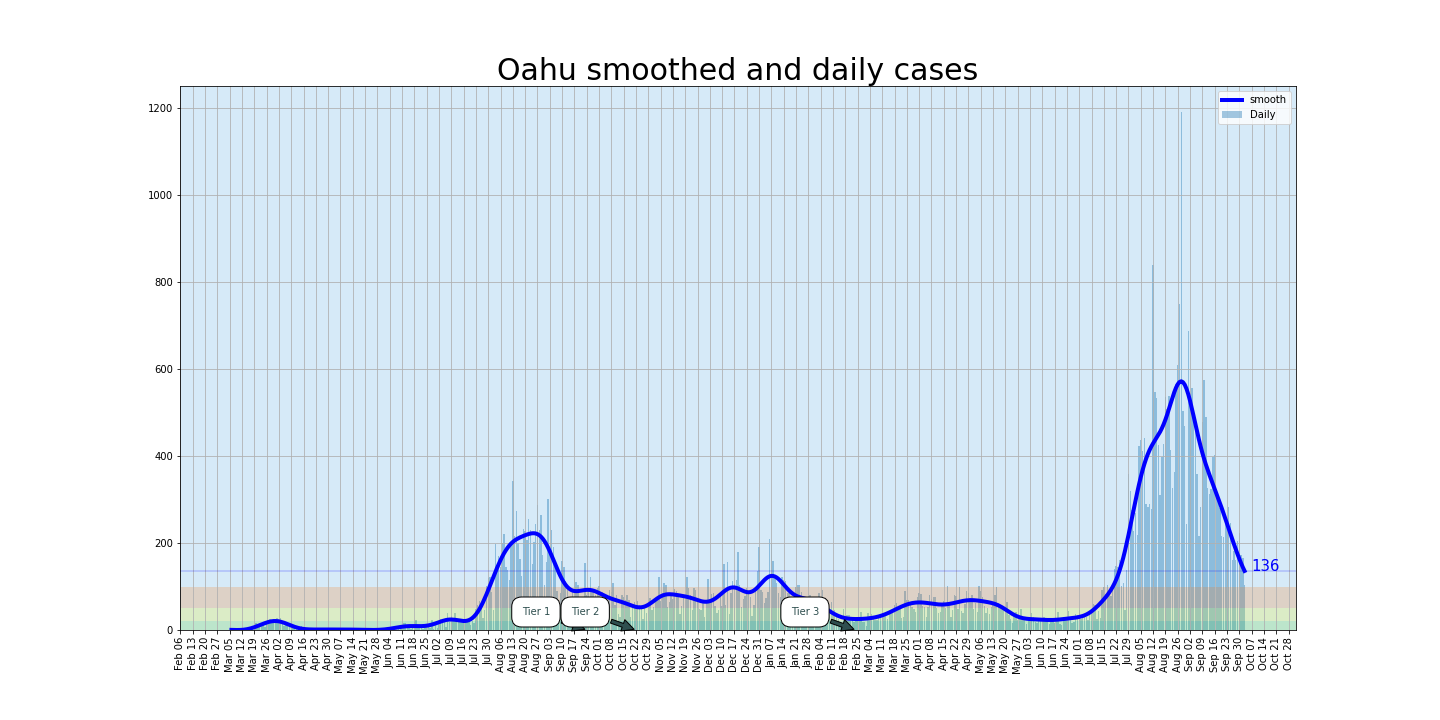 Oahu smoothed and daily cases
smooth
Daily
1200
1000
800
600
400
200
0
136
Tier 1
Tier 2
Tier 3
Feb 06
Feb 13
Feb 20
Feb 27
Mar 05
Mar 12
Mar 19
Mar 26
Apr 02
Apr 09
Apr 16
Apr 23
Apr 30
May 07
May 14
May 21
May 28
Jun 04
Jun 11
Jun 18
Jun 25
Jul 02
Jul 09
Jul 16
Jul 23
Jul 30
Aug 06
Aug 13
Aug 20
Aug 27
Sep 03
Sep 10
Sep 17
Sep 24
Oct 01
Oct 08
Oct 15
Oct 22
Oct 29
Nov 05
Nov 12
Nov 19
Nov 26
Dec 03
Dec 10
Dec 17
Dec 24
Dec 31
Jan 07
Jan 14
Jan 21
Jan 28
Feb 04
Feb 11
Feb 18
Feb 25
Mar 04
Mar 11
Mar 18
Mar 25
Apr 01
Apr 08
Apr 15
Apr 22
Apr 29
May 06
May 13
May 20
May 27
Jun 03
Jun 10
Jun 17
Jun 24
Jul 01
Jul 08
Jul 15
Jul 22
Jul 29
Aug 05
Aug 12
Aug 19
Aug 26
Sep 02
Sep 09
Sep 16
Sep 23
Sep 30
Oct 07
Oct 14
Oct 21
Oct 28